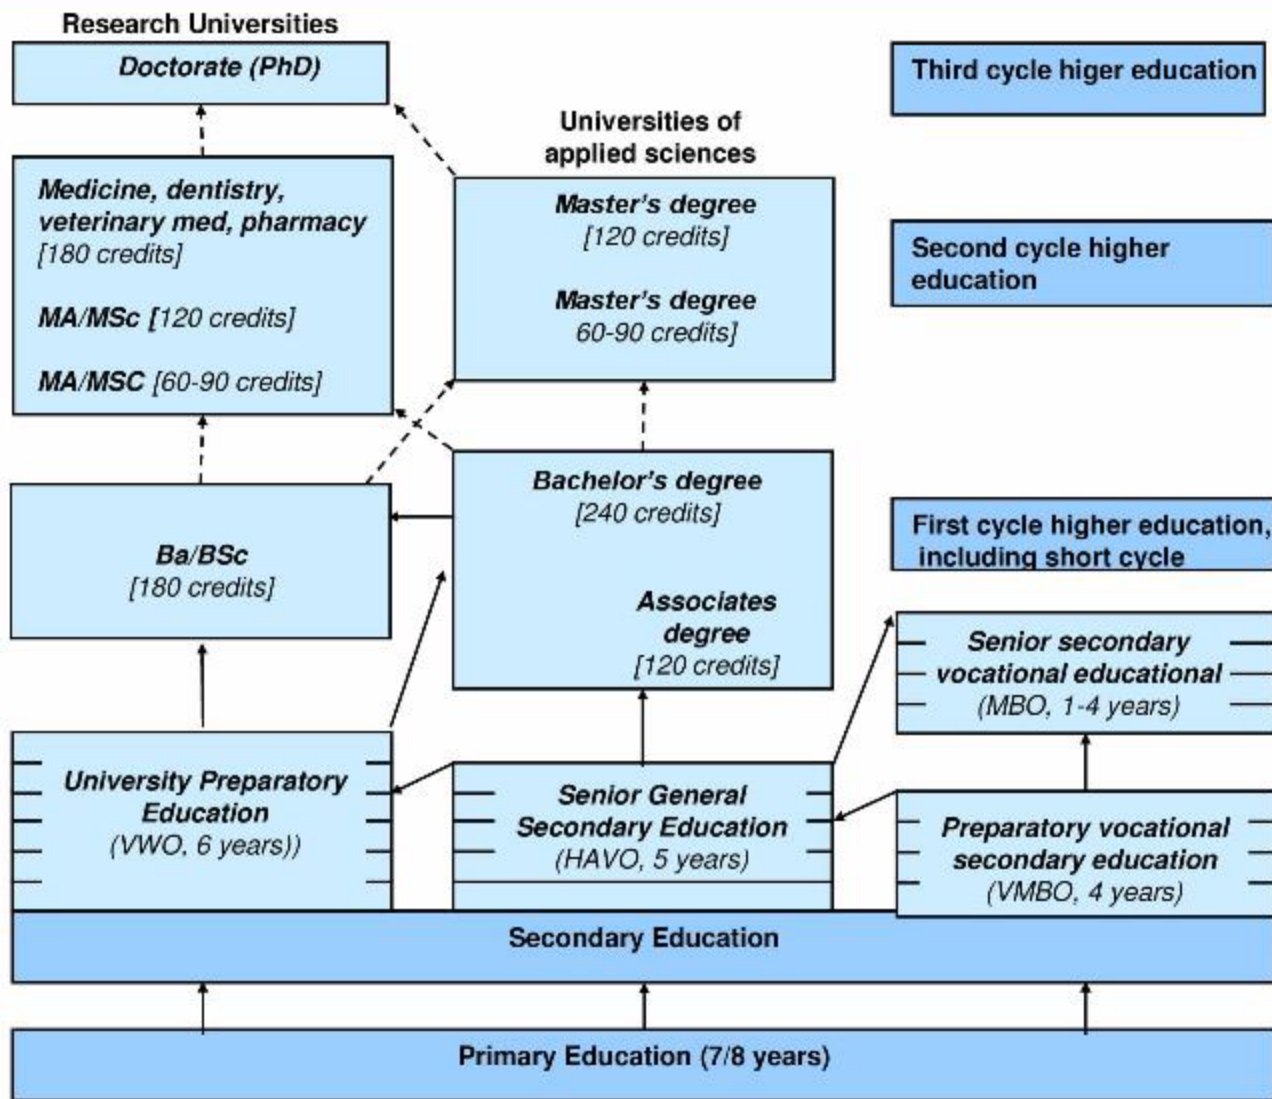 Research Universities
Doctorate (PhD)
Third cycle higer education
Universities of
applied sciences
Medicine, dentistry,
veterinary med, pharmacy
[180 credits]
MA/MSc [120 credits]
MA/MSC [60-90 credits]
Master's degree
[120 credits]
Master's degree
60-90 credits]
Second cycle higher
education
Ba/BSc
[180 credits]
Bachelor's degree
[240 credits]
Associates
degree
[120 credits]
First cycle higher education,
including short cycle
Senior secondary
vocational educational
(MBO, 1-4 years)
University Preparatory
Education
(VWO, 6 years))
Senior General
Secondary Education
(HAVO, 5 years)
Preparatory vocational
secondary education
(VMBO, 4 years)
Secondary Education
Primary Education (7/8 years)